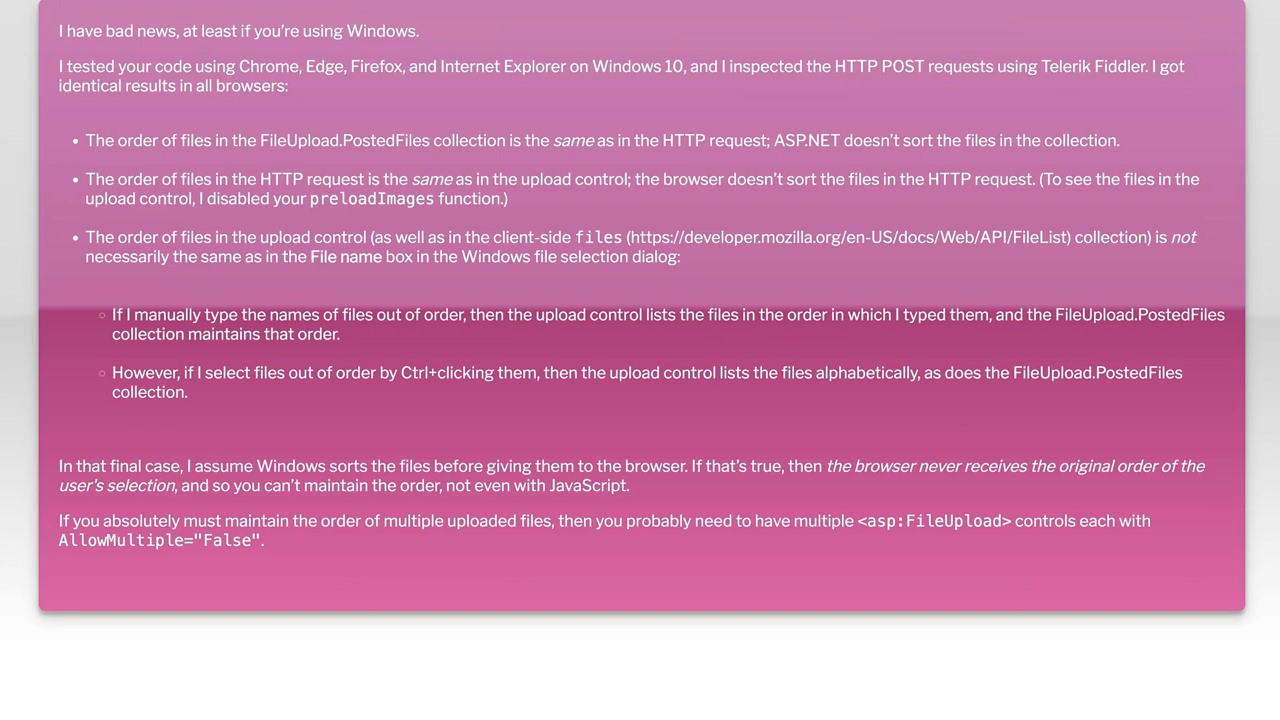 I have bad news, at least if you’re using Windows.
I tested your code using Chrome, Edge, Firefox, and Internet Explorer on Windows 10, and I inspected the HTTP POST requests using Telerik Fiddler. I got
identical results in all browsers:
• The order of files in the FileUpload.PostedFiles collection is the same as in the HTTP request; ASP.NET doesn’t sort the files in the collection.
• The order of files in the HTTP request is the same as in the upload control; the browser doesn’t sort the files in the HTTP request. (To see the files in the
upload control, I disabled your preloadImages function.)
• The order of files in the upload control (as well as in the client-side files (https://developer.mozilla.org/en-US/docs/Web/API/FileList) collection) is not
necessarily the same as in the File name box in the Windows file selection dialog:
○ If I manually type the names of files out of order, then the upload control lists the files in the order in which I typed them, and the FileUpload.PostedFiles
collection maintains that order.
○ However, if I select files out of order by Ctrl+clicking them, then the upload control lists the files alphabetically, as does the FileUpload.PostedFiles
collection.
In that final case, I assume Windows sorts the files before giving them to the browser. If that’s true, then the browser never receives the original order of the
user's selection, and so you can’t maintain the order, not even with JavaScript.
If you absolutely must maintain the order of multiple uploaded files, then you probably need to have multiple <asp:FileUpload> controls each with
AllowMultiple="False".